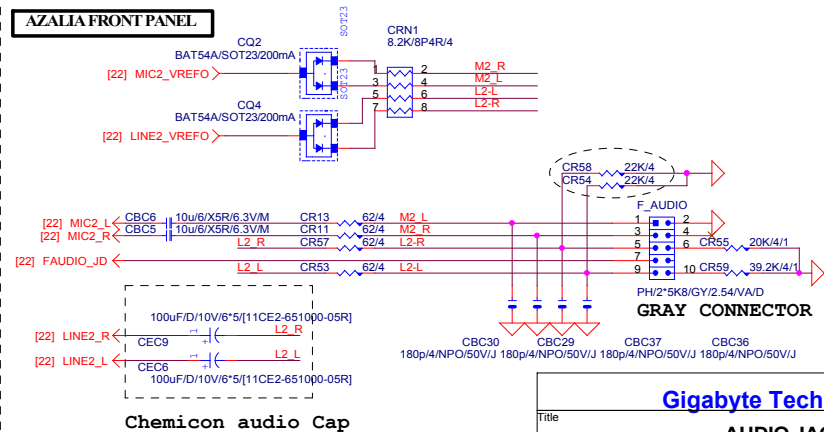 AZALIA FRONT PANEL
SOT23
CQ2
BAT54A/SOT23/200mA
[22] MIC2_VREFO
CRN1
8.2K/8P4R/4
1 2 M2_R
3 4 M2_L
5 6 L2-L
7 8 L2-R
SOT23
CQ4
BAT54A/SOT23/200mA
[22] LINE2_VREFO
CR58 22K/4
CR54 22K/4
F_AUDIO
[22] MIC2_L CBC6 10u/6/X5R/6.3V/M CR13 62/4 M2_L 1 2
[22] MIC2_R CBC5 10u/6/X5R/6.3V/M CR11 62/4 M2_R 3 4
L2_R CR57 62/4 L2-R 5 6 CR55 20K/4/1
[22] FAUDIO_JD 7
L2_L CR53 62/4 L2-L 9 10 CR59 39.2K/4/1
PH/2*5K8/GY/2.54/VA/D
GRAY CONNECTOR
100uF/D/10V/6*5/[11CE2-651000-05R]
[22] LINE2_R CEC9 1 + L2_R
[22] LINE2_L CEC6 1 + L2_L
100uF/D/10V/6*5/[11CE2-651000-05R]
CBC30 CBC29 CBC37 CBC36
180p/4/NPO/50V/J 180p/4/NPO/50V/J 180p/4/NPO/50V/J 180p/4/NPO/50V/J
Chemicon audio Cap
Gigabyte Tech
Title
AUDIO JA